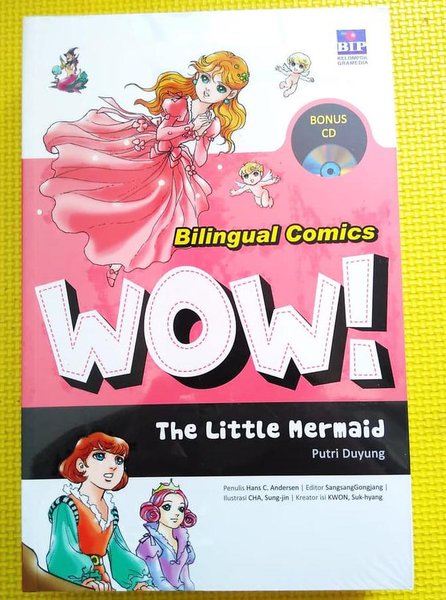 BIP
KELOMPOK
GRAMEDIA
BONUS
CD
Bilingual Comics
WOW!
The Little Mermaid
Putri Duyung
Penulis Hans C. Andersen | Editor SangsangGongjang |
Ilustrasi CHA, Sung-jin | Kreator isi KWON, Suk-hyang